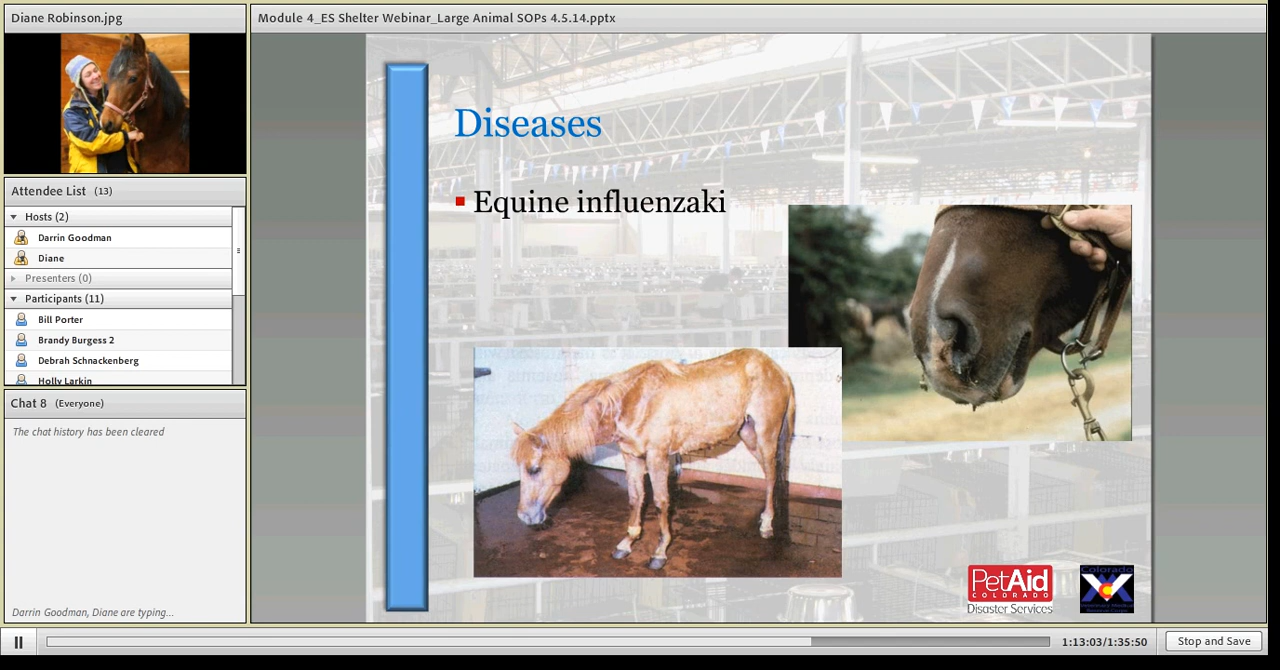 Diane Robinson.jpg
Module 4_ES Shelter Webinar_Large Animal SOPs 4.5.14.pptx
Attendee List (13)
Hosts (2)
Darrin Goodman
Diane
Presenters (0)
Participants (11)
Bill Porter
Brandy Burgess 2
Debrah Schnackenberg
Holly Larkin
Chat 8 (Everyone)
The chat history has been cleared
Darrin Goodman, Diane are typing...
Diseases
Equine influenzaki
PetAid
COLORADO
Disaster Services
Colorado
1:13:03/1:35:50
Stop and Save